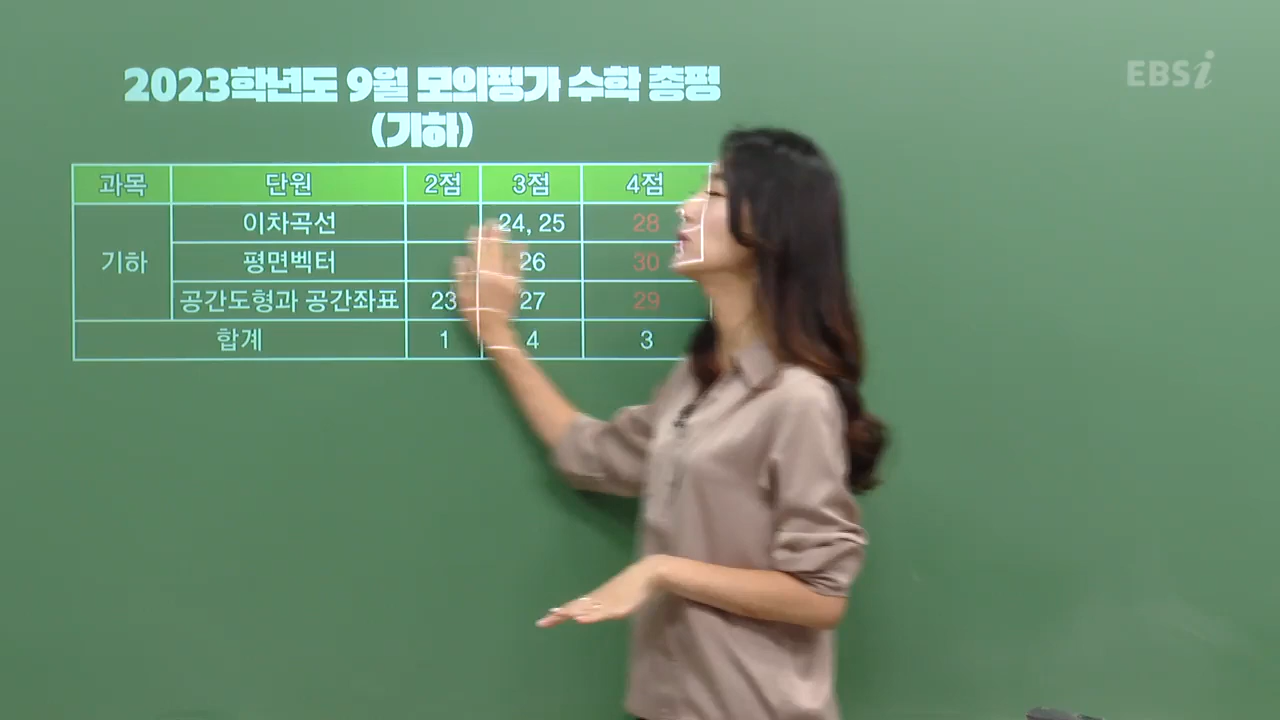 2023학년도 9월 모의평가 수학 총평
(기하)
EBSi
과목 단원 2점 3점 4점
기하
이차곡선 24, 25 28
평면벡터 26 30
공간도형과 공간좌표 23 27 29
합계 1 4 3